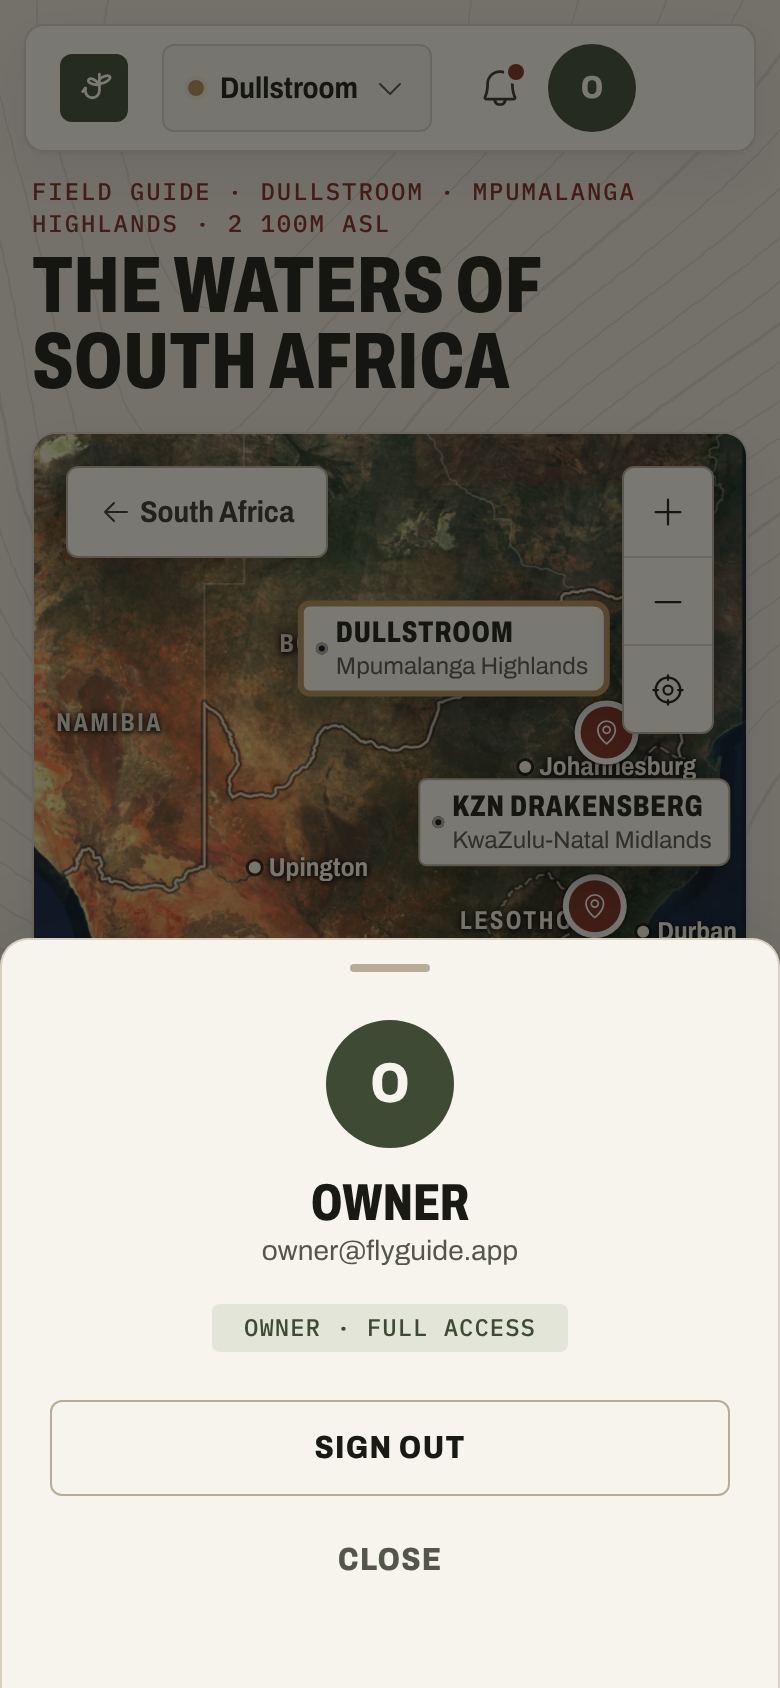 Dullstroom
O
FIELD GUIDE · DULLSTROOM · MPUMALANGA
HIGHLANDS · 2 100M ASL
THE WATERS OF
SOUTH AFRICA
← South Africa
DULLSTROOM
Mpumalanga Highlands
NAMIBIA
Johannesburg
KZN DRAKENSBERG
KwaZulu-Natal Midlands
Upington
LESOTHO
Durban
O
OWNER
owner@flyguide.app
OWNER · FULL ACCESS
SIGN OUT
CLOSE